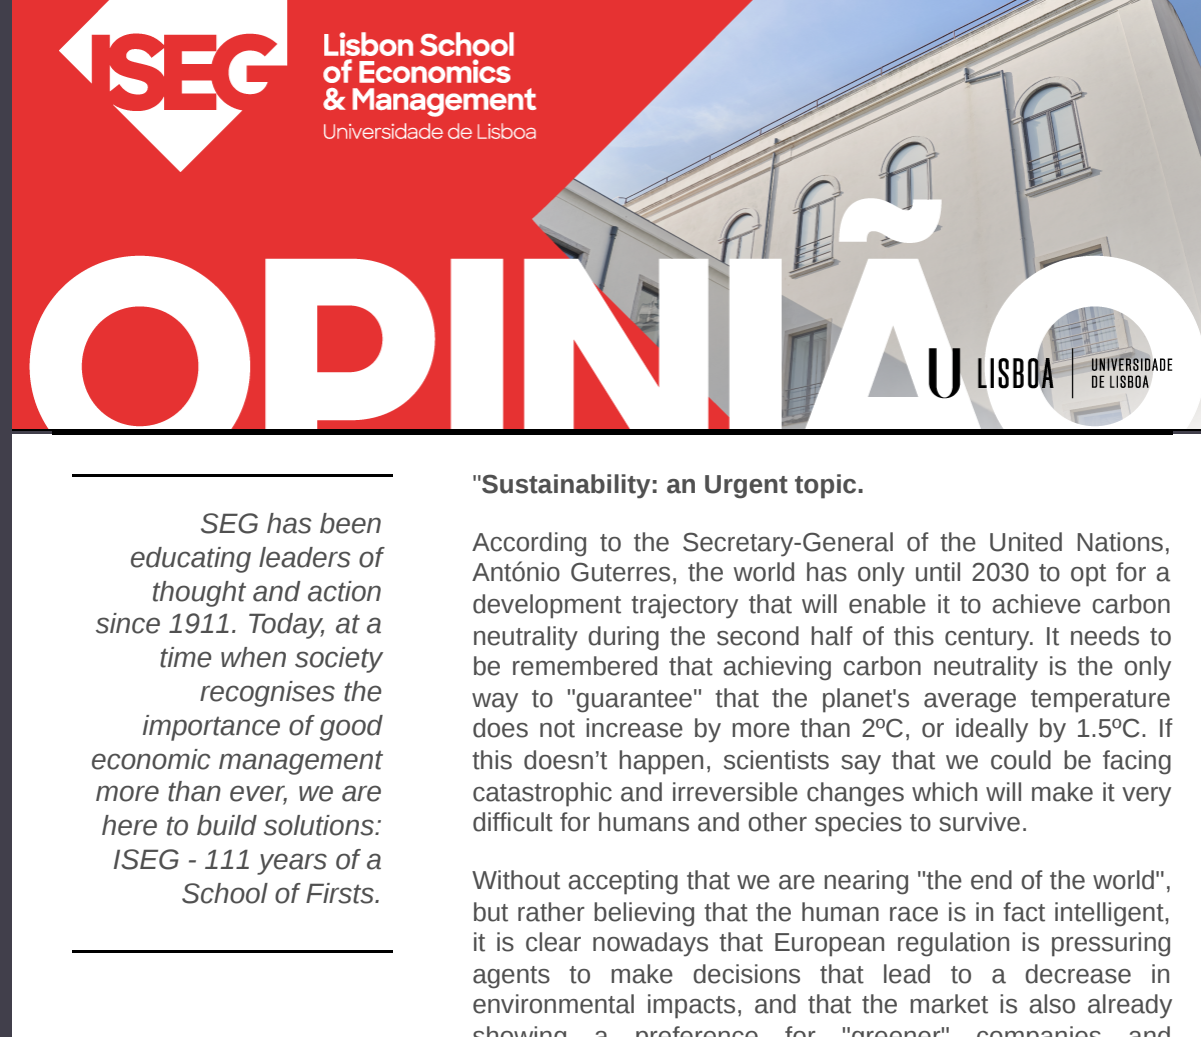 ISEG
Lisbon School
of Economics
& Management
Universidade de Lisboa
OPINIÃO
U LISBOA
UNIVERSIDADE
DE LISBOA
SEG has been
educating leaders of
thought and action
since 1911. Today, at a
time when society
recognises the
importance of good
economic management
more than ever, we are
here to build solutions:
ISEG - 111 years of a
School of Firsts.
"Sustainability: an Urgent topic.
According to the Secretary-General of the United Nations,
António Guterres, the world has only until 2030 to opt for a
development trajectory that will enable it to achieve carbon
neutrality during the second half of this century. It needs to
be remembered that achieving carbon neutrality is the only
way to "guarantee" that the planet's average temperature
does not increase by more than 2ºC, or ideally by 1.5ºC. If
this doesn’t happen, scientists say that we could be facing
catastrophic and irreversible changes which will make it very
difficult for humans and other species to survive.
Without accepting that we are nearing "the end of the world",
but rather believing that the human race is in fact intelligent,
it is clear nowadays that European regulation is pressuring
agents to make decisions that lead to a decrease in
environmental impacts, and that the market is also already
showing a preference for "greener" companies and